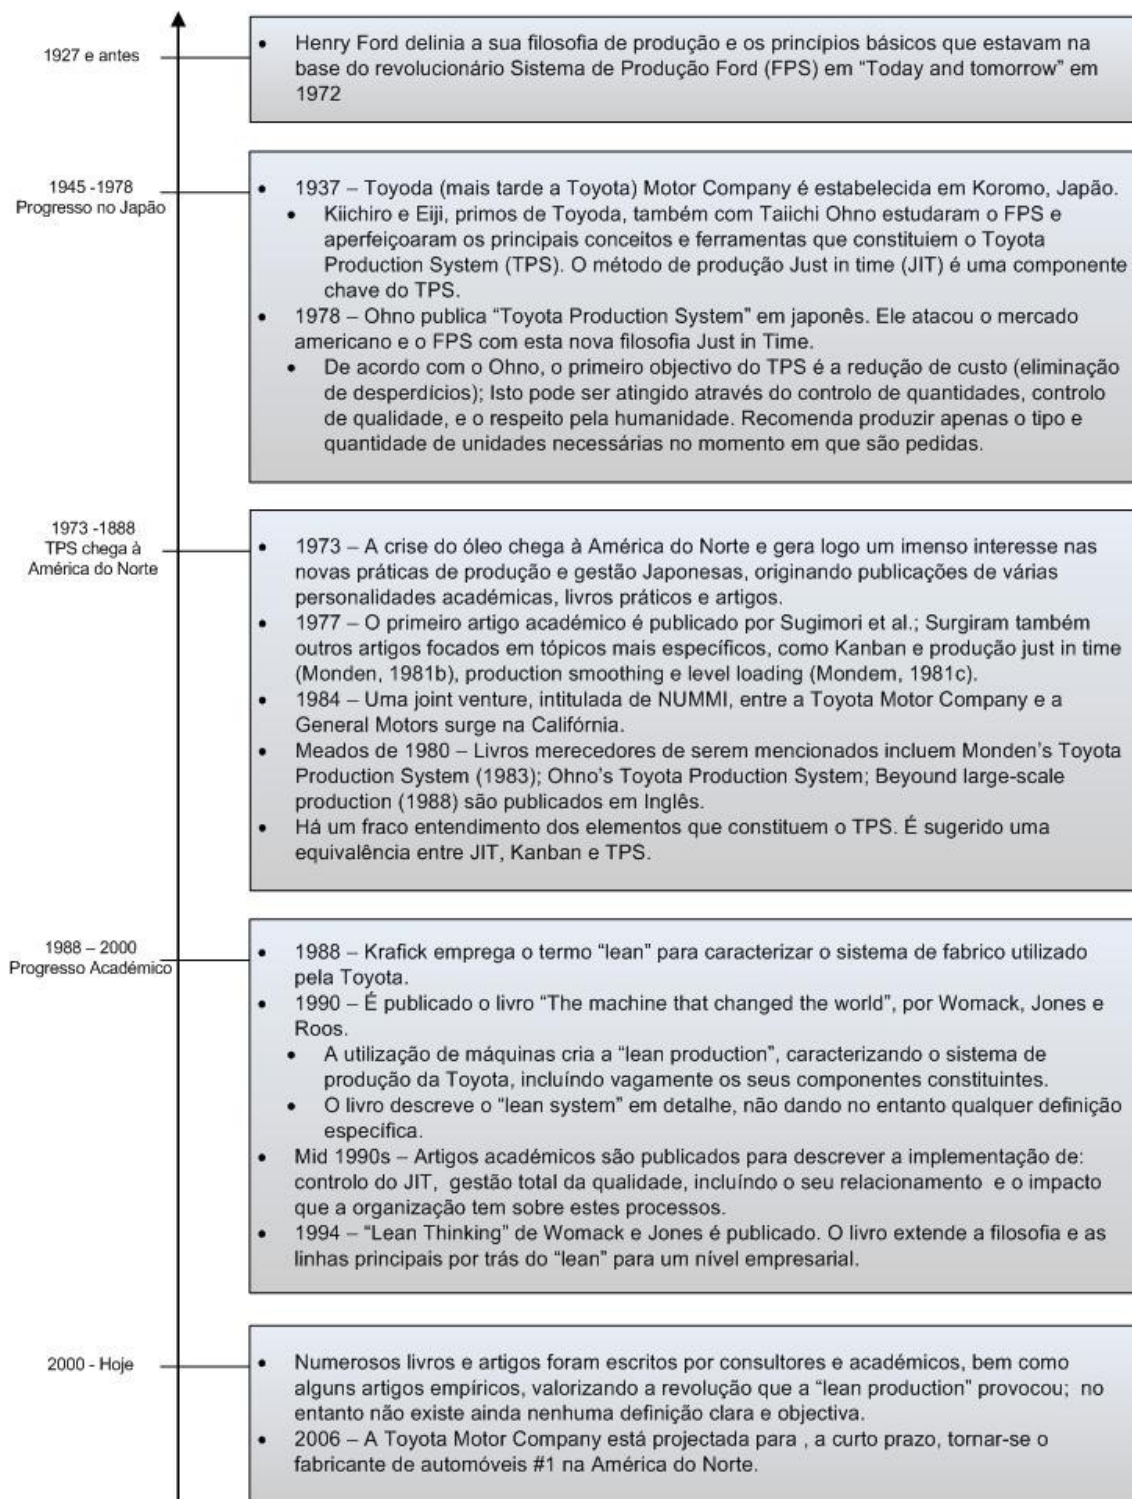 1927 e antes
• Henry Ford delinia a sua filosofia de produção e os princípios básicos que estavam na
base do revolucionário Sistema de Produção Ford (FPS) em “Today and tomorrow” em
1972
1945 -1978
Progresso no Japão
• 1937 – Toyoda (mais tarde a Toyota) Motor Company é estabelecida em Koromo, Japão.
• Kiichiro e Eiji, primos de Toyoda, também com Taiichi Ohno estudaram o FPS e
aperfeiçoaram os principais conceitos e ferramentas que constituiem o Toyota
Production System (TPS). O método de produção Just in time (JIT) é uma componente
chave do TPS.
• 1978 – Ohno publica “Toyota Production System” em japonês. Ele atacou o mercado
americano e o FPS com esta nova filosofia Just in Time.
• De acordo com o Ohno, o primeiro objectivo do TPS é a redução de custo (eliminação
de desperdícios); Isto pode ser atingido através do controlo de quantidades, controlo
de qualidade, e o respeito pela humanidade. Recomenda produzir apenas o tipo e
quantidade de unidades necessárias no momento em que são pedidas.
1973 -1888
TPS chega à
América do Norte
• 1973 – A crise do óleo chega à América do Norte e gera logo um imenso interesse nas
novas práticas de produção e gestão Japonesas, originando publicações de várias
personalidades académicas, livros práticos e artigos.
• 1977 – O primeiro artigo académico é publicado por Sugimori et al.; Surgiram também
outros artigos focados em tópicos mais específicos, como Kanban e produção just in time
(Monden, 1981b), production smoothing e level loading (Mondem, 1981c).
• 1984 – Uma joint venture, intitulada de NUMMI, entre a Toyota Motor Company e a
General Motors surge na Califórnia.
• Meados de 1980 – Livros merecedores de serem mencionados incluem Monden’s Toyota
Production System (1983); Ohno’s Toyota Production System; Beyound large-scale
production (1988) são publicados em Inglês.
• Há um fraco entendimento dos elementos que constituem o TPS. É sugerido uma
equivalência entre JIT, Kanban e TPS.
1988 – 2000
Progresso Académico
• 1988 – Krafick emprega o termo “lean” para caracterizar o sistema de fabrico utilizado
pela Toyota.
• 1990 – É publicado o livro “The machine that changed the world”, por Womack, Jones e
Roos.
• A utilização de máquinas cria a “lean production”, caracterizando o sistema de
produção da Toyota, incluíndo vagamente os seus componentes constituintes.
• O livro descreve o “lean system” em detalhe, não dando no entanto qualquer definição
específica.
• Mid 1990s – Artigos académicos são publicados para descrever a implementação de:
controlo do JIT, gestão total da qualidade, incluíndo o seu relacionamento e o impacto
que a organização tem sobre estes processos.
• 1994 – “Lean Thinking” de Womack e Jones é publicado. O livro extende a filosofia e as
linhas principais por trás do “lean” para um nível empresarial.
2000 - Hoje
• Numerosos livros e artigos foram escritos por consultores e académicos, bem como
alguns artigos empíricos, valorizando a revolução que a “lean production” provocou; no
entanto não existe ainda nenhuma definição clara e objectiva.
• 2006 – A Toyota Motor Company está projectada para , a curto prazo, tornar-se o
fabricante de automóveis #1 na América do Norte.